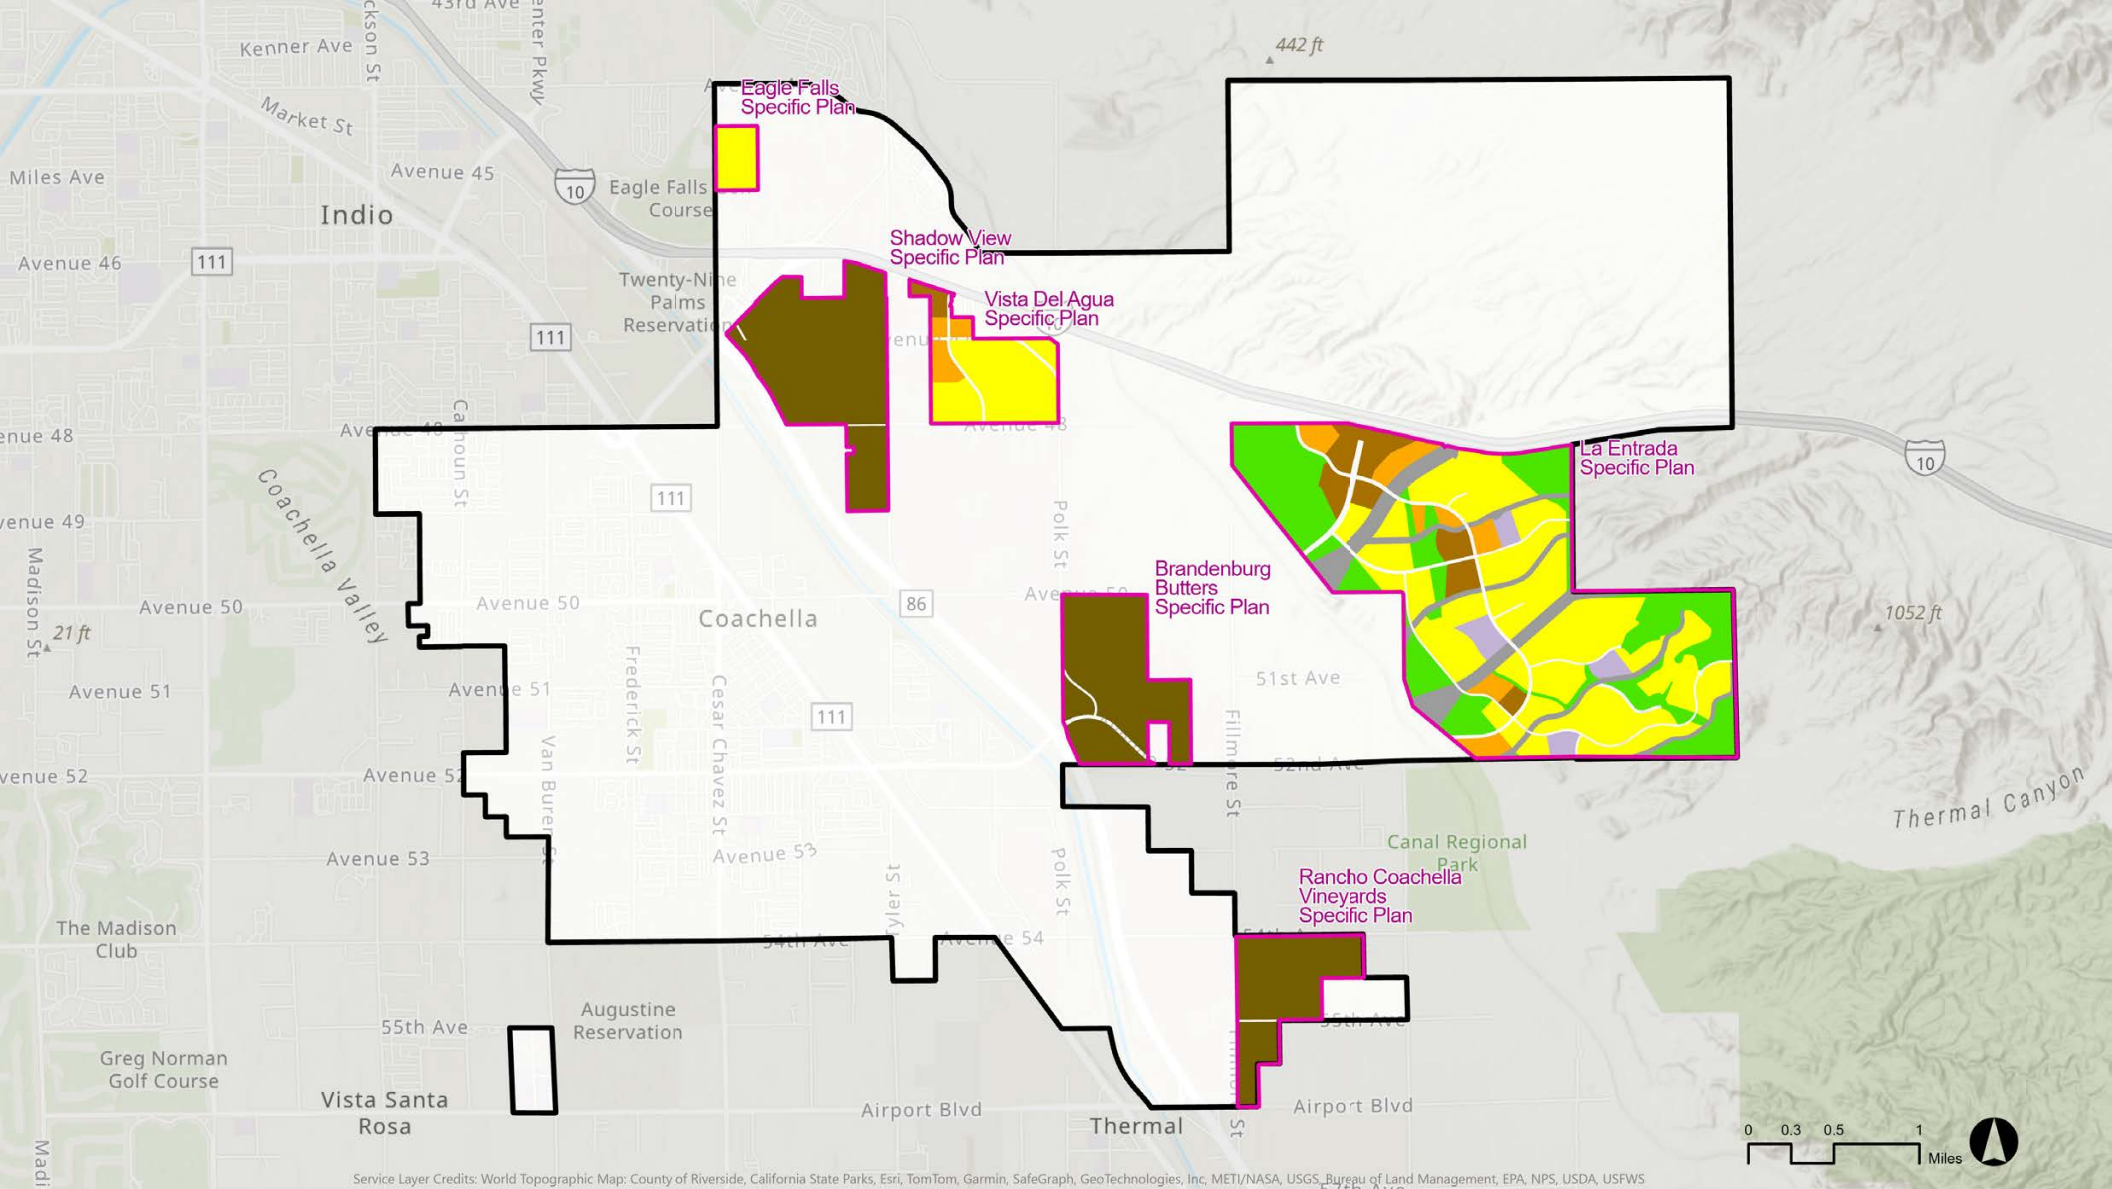 43rd Ave
Kenner Ave
442 ft
Market St
Eagle Falls
Specific Plan
Miles Ave
Avenue 45
10
Eagle Falls
Course
Indio
Shadow View
Specific Plan
Avenue 46
111
Twenty-Nine
Palms
Reservation
Vista Del Agua
Specific Plan
111
Avenue 48
Calhoun St
Avenue 48
La Entrada
Specific Plan
10
Coachella Valley
111
Polk St
Avenue 50
Avenue 50
Madison St
21 ft
Coachella
86
Avenue 50
Brandenburg
Butters
Specific Plan
1052 ft
Avenue 51
Avenue 51
Frederick St
Cesar Chavez St
111
51st Ave
Fillmore St
Avenue 52
Van Buren St
52nd Ave
Thermal Canyon
Avenue 53
Avenue 53
Tyler St
Polk St
Canal Regional
Park
Rancho Coachella
Vineyards
Specific Plan
The Madison
Club
54th Ave
Avenue 54
54th Ave
55th Ave
Augustine
Reservation
55th Ave
Greg Norman
Golf Course
Vista Santa
Rosa
Airport Blvd
Thermal
Airport Blvd
St
0 0.3 0.5 1
Miles
Service Layer Credits: World Topographic Map: County of Riverside, California State Parks, Esri, TomTom, Garmin, SafeGraph, GeoTechnologies, Inc, METI/NASA, USGS, Bureau of Land Management, EPA, NPS, USDA, USFWS